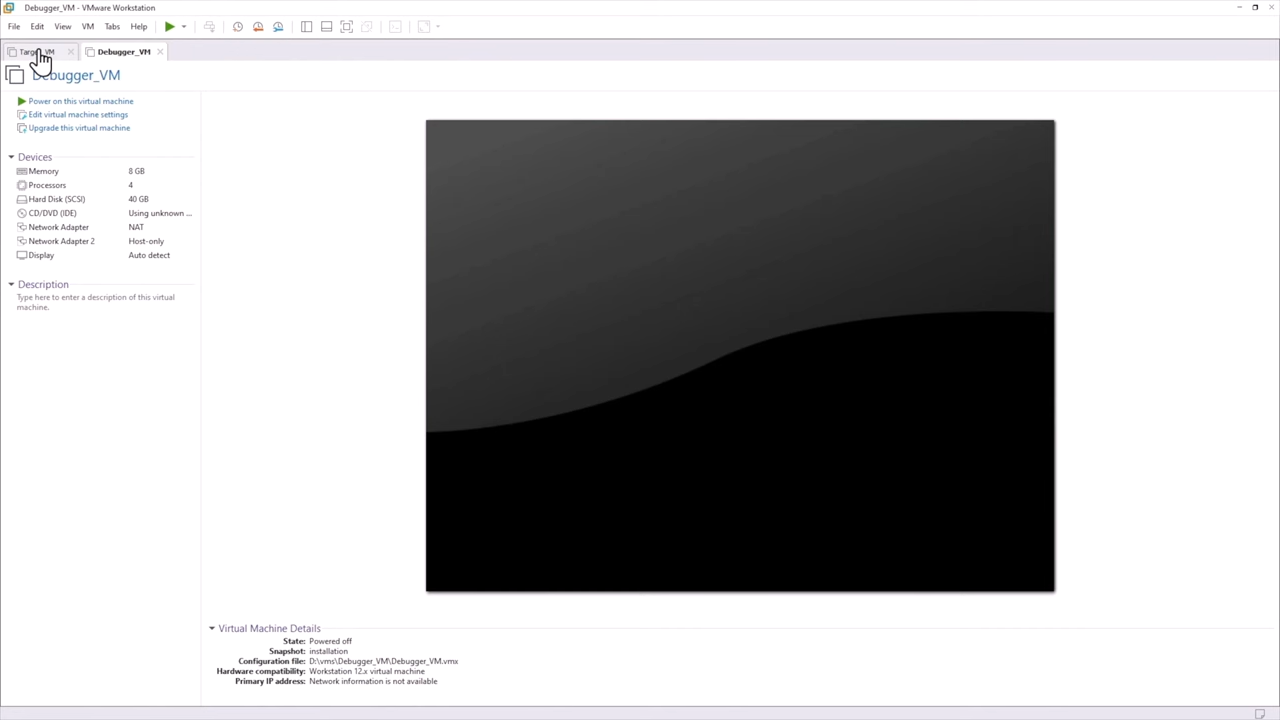 Debugger_VM - VMware Workstation
File Edit View VM Tabs Help
Debugger_VM
Debugger_VM
Power on this virtual machine
Edit virtual machine settings
Upgrade this virtual machine
Devices
Memory 8 GB
Processors 4
Hard Disk (SCSI) 40 GB
CD/DVD (IDE) Using unknown ...
Network Adapter NAT
Network Adapter 2 Host-only
Display Auto detect
Description
Type here to enter a description of this virtual
machine.
Virtual Machine Details
State: Powered off
Snapshot: installation
Configuration file: D:\vms\Debugger_VM\Debugger_VM.vmx
Hardware compatibility: Workstation 12.x virtual machine
Primary IP address: Network information is not available